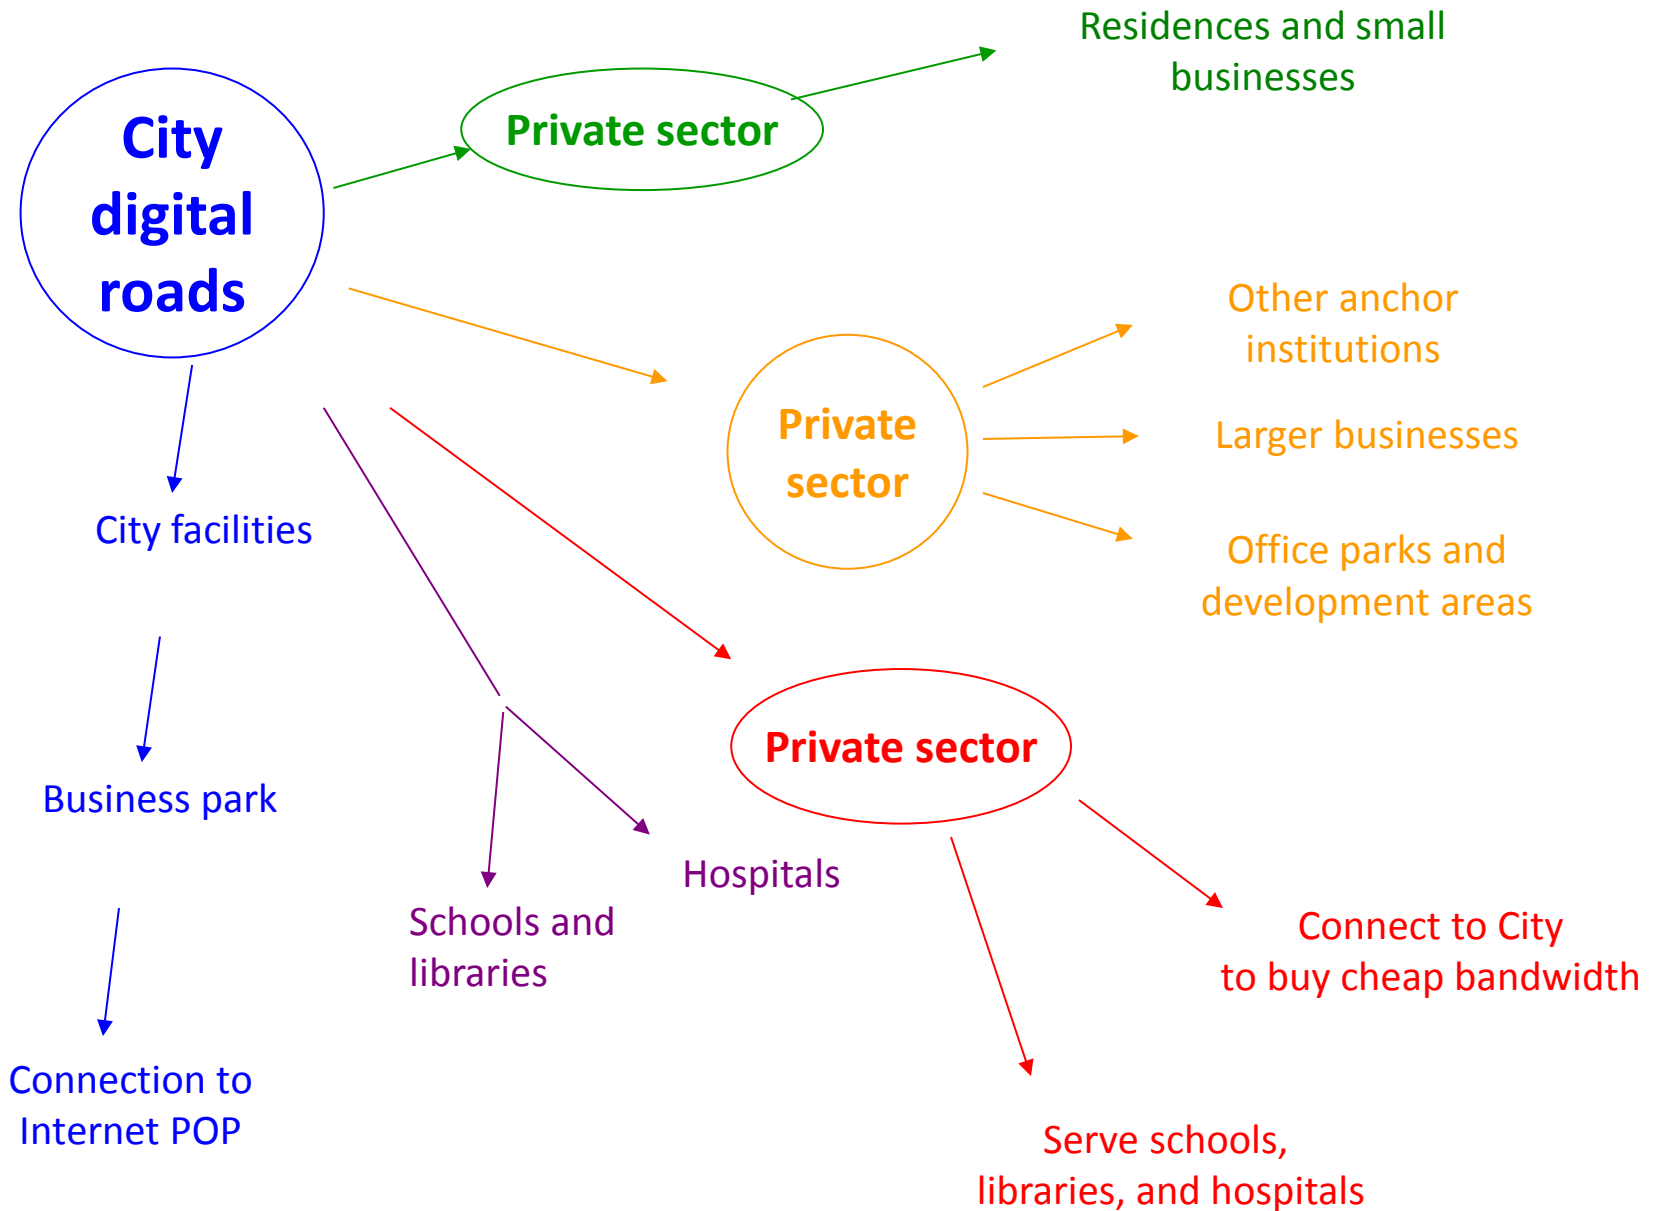 Residences and small
businesses
City
digital
roads
Private sector
Other anchor
institutions
Private
sector
Larger businesses
City facilities
Office parks and
development areas
Private sector
Business park
Hospitals
Schools and
libraries
Connect to City
to buy cheap bandwidth
Connection to
Internet POP
Serve schools,
libraries, and hospitals